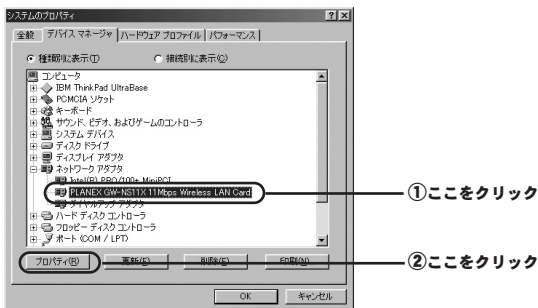 システムのプロパティ
全般 デバイス マネージャ ハードウェア プロファイル パフォーマンス
種類別に表示(T) 接続別に表示(C)
コンピュータ
IBM ThinkPad UltraBase
PCMCIA ソケット
キーボード
サウンド、ビデオ、およびゲームのコントローラ
システム デバイス
ディスク ドライブ
ディスプレイ アダプタ
ネットワーク アダプタ
Intel(R) PRO/100+ MiniPCI
PLANEX GW-NS11X 11Mbps Wireless LAN Card
①ここをクリック
ダイヤルアップ アダプタ
ハード ディスク コントローラ
フロッピー ディスク コントローラ
ポート (COM / LPT)
プロパティ(R) 更新(E) 削除(E) 印刷(N)
②ここをクリック
OK キャンセル